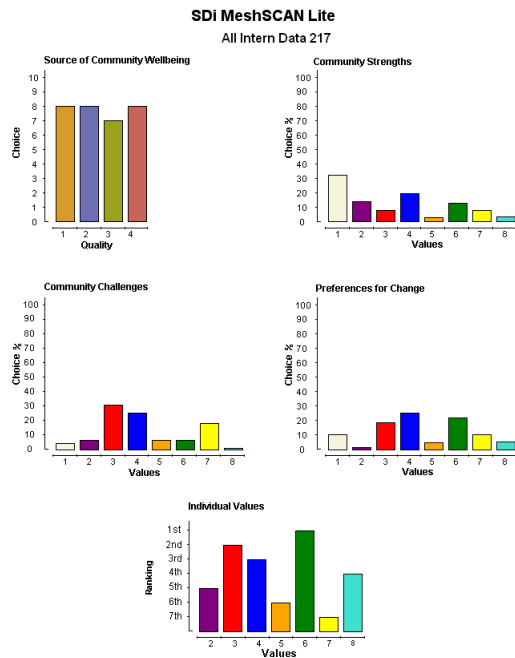 SDi MeshSCAN Lite
All Intern Data 217
Source of Community Wellbeing
10
9
8
7
6
5
4
3
2
1
0
Choice
1 2 3 4
Quality
Community Strengths
100
90
80
70
60
50
40
30
20
10
0
Choice %
1 2 3 4 5 6 7 8
Values
Community Challenges
100
90
80
70
60
50
40
30
20
10
0
Choice %
1 2 3 4 5 6 7 8
Values
Preferences for Change
100
90
80
70
60
50
40
30
20
10
0
Choice %
1 2 3 4 5 6 7 8
Values
Individual Values
1st
2nd
3rd
4th
5th
6th
7th
Ranking
2 3 4 5 6 7 8
Values